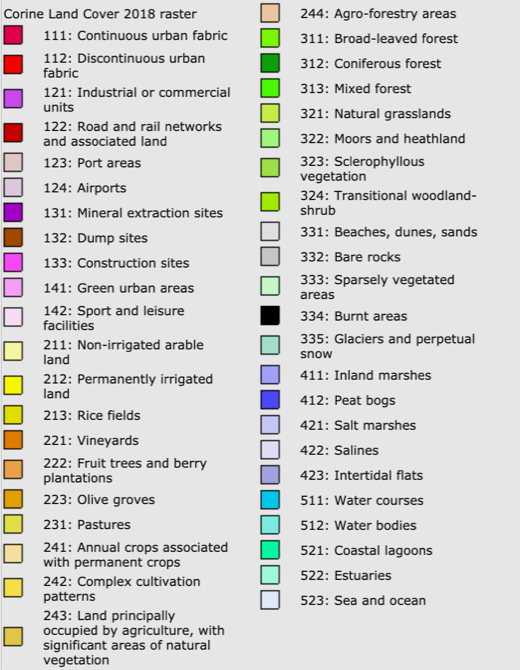 Corine Land Cover 2018 raster
111: Continuous urban fabric
112: Discontinuous urban
fabric
121: Industrial or commercial
units
122: Road and rail networks
and associated land
123: Port areas
124: Airports
131: Mineral extraction sites
132: Dump sites
133: Construction sites
141: Green urban areas
142: Sport and leisure
facilities
211: Non-irrigated arable
land
212: Permanently irrigated
land
213: Rice fields
221: Vineyards
222: Fruit trees and berry
plantations
223: Olive groves
231: Pastures
241: Annual crops associated
with permanent crops
242: Complex cultivation
patterns
243: Land principally
occupied by agriculture, with
significant areas of natural
vegetation
244: Agro-forestry areas
311: Broad-leaved forest
312: Coniferous forest
313: Mixed forest
321: Natural grasslands
322: Moors and heathland
323: Sclerophyllous
vegetation
324: Transitional woodland-
shrub
331: Beaches, dunes, sands
332: Bare rocks
333: Sparsely vegetated
areas
334: Burnt areas
335: Glaciers and perpetual
snow
411: Inland marshes
412: Peat bogs
421: Salt marshes
422: Salines
423: Intertidal flats
511: Water courses
512: Water bodies
521: Coastal lagoons
522: Estuaries
523: Sea and ocean